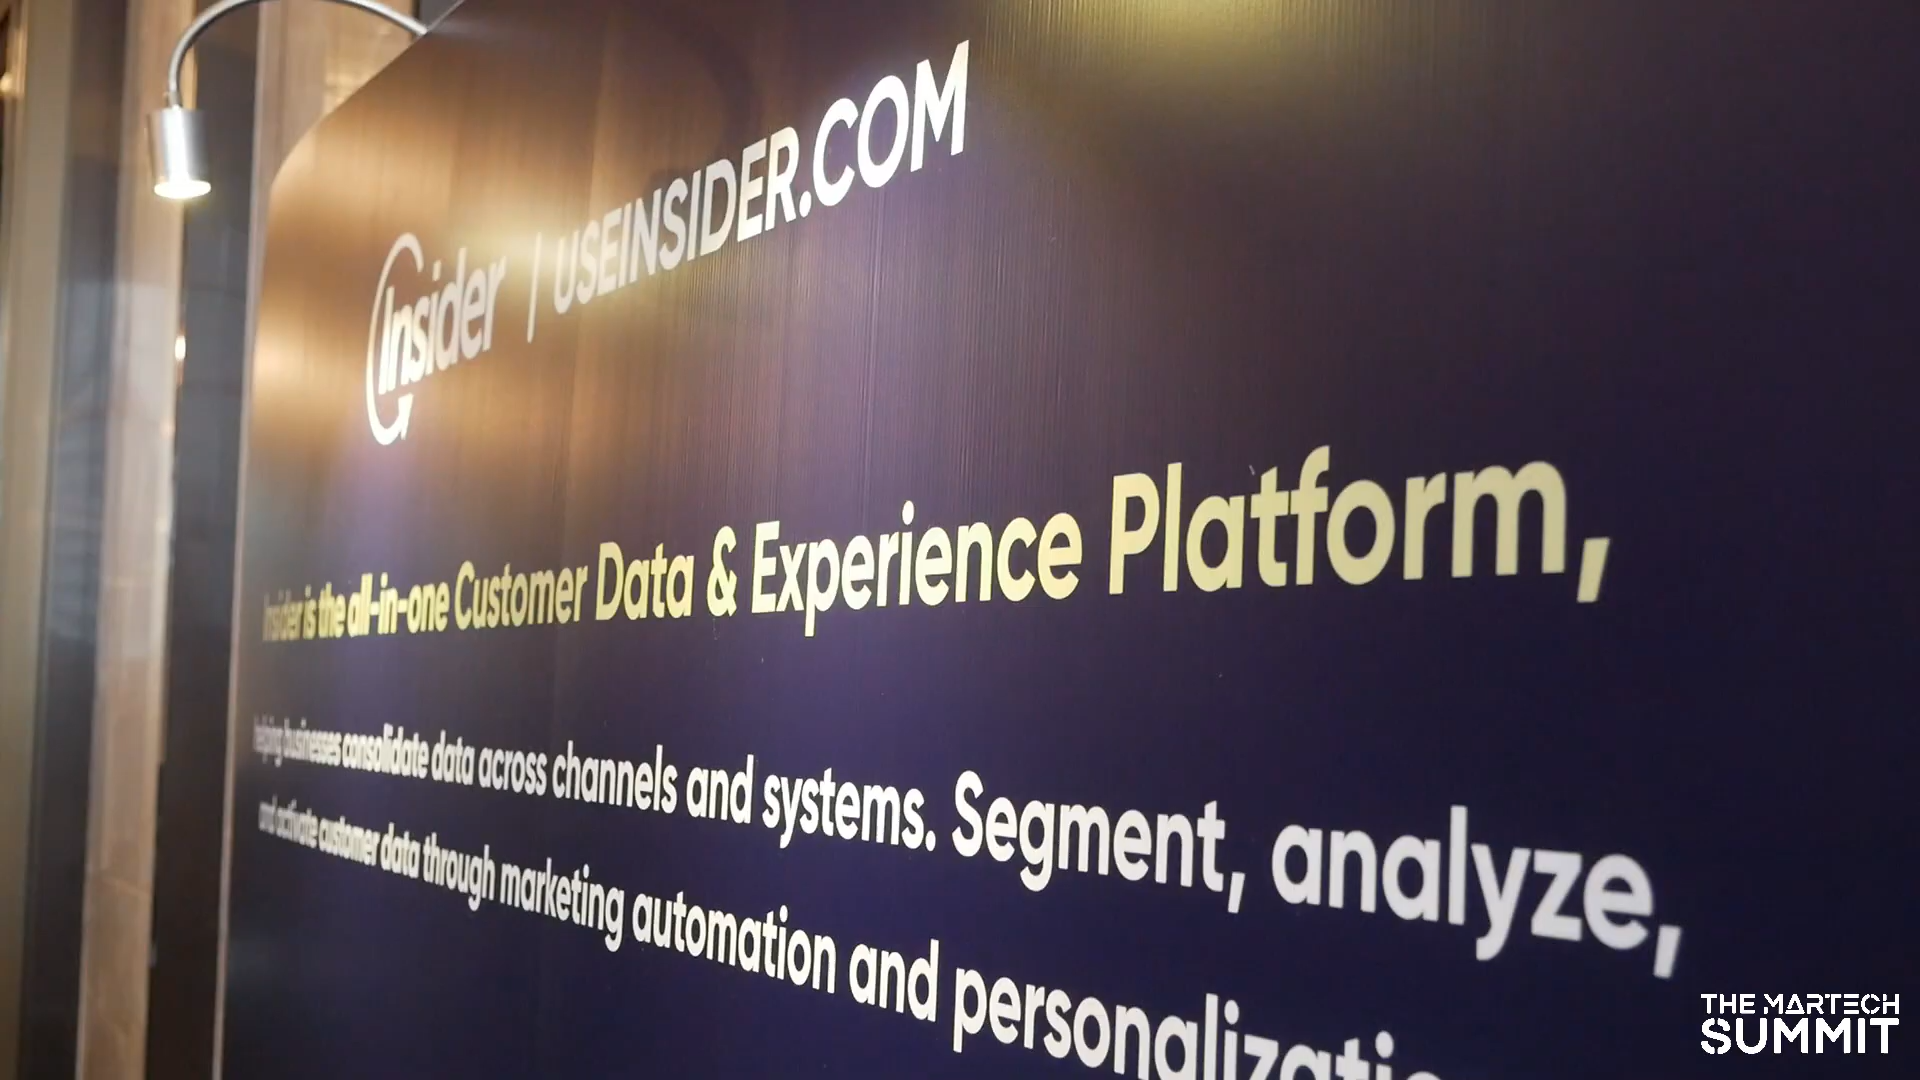 Insider | USEINSIDER.COM
Insider is the all-in-one Customer Data & Experience Platform,
helping businesses consolidate data across channels and systems. Segment, analyze,
and activate customer data through marketing automation and personalizatio
THE MARTECH
SUMMIT